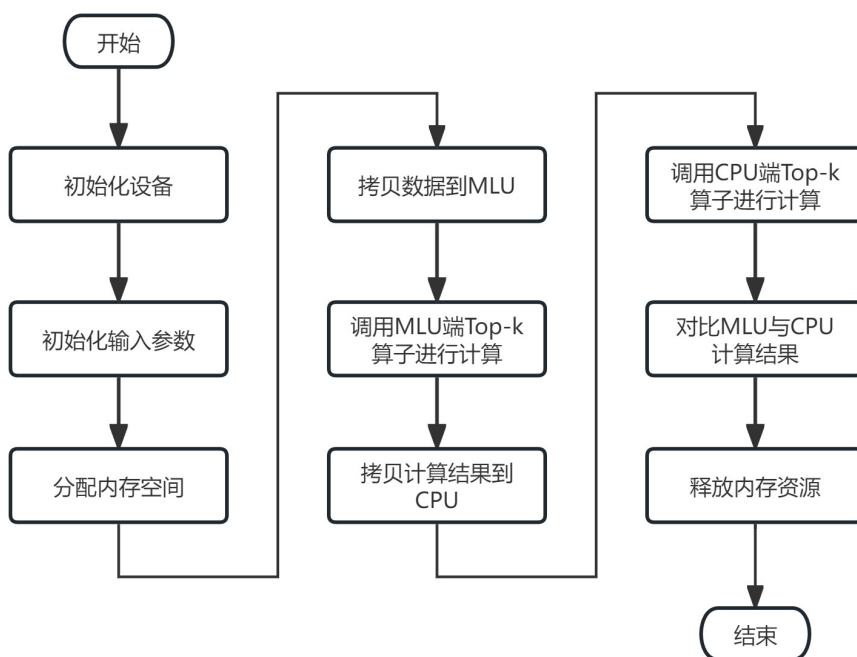 开始
初始化设备
初始化输入参数
分配内存空间
拷贝数据到MLU
调用MLU端Top-k
算子进行计算
拷贝计算结果到
CPU
调用CPU端Top-k
算子进行计算
对比MLU与CPU
计算结果
释放内存资源
结束